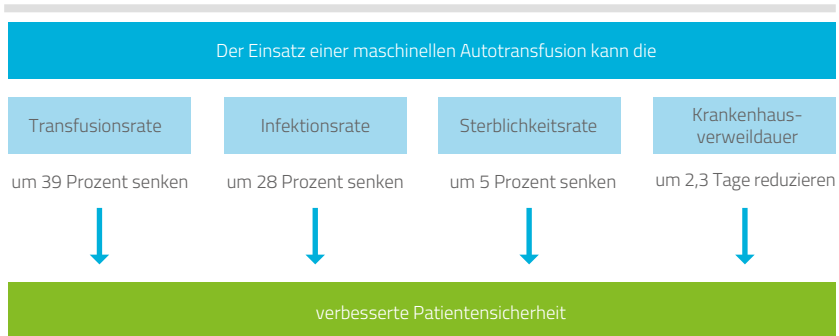 Der Einsatz einer maschinellen Autotransfusion kann die
Transfusionsrate
um 39 Prozent senken
Infektionsrate
um 28 Prozent senken
Sterblichkeitsrate
um 5 Prozent senken
Krankenhaus-
verweildauer
um 2,3 Tage reduzieren
verbesserte Patientensicherheit